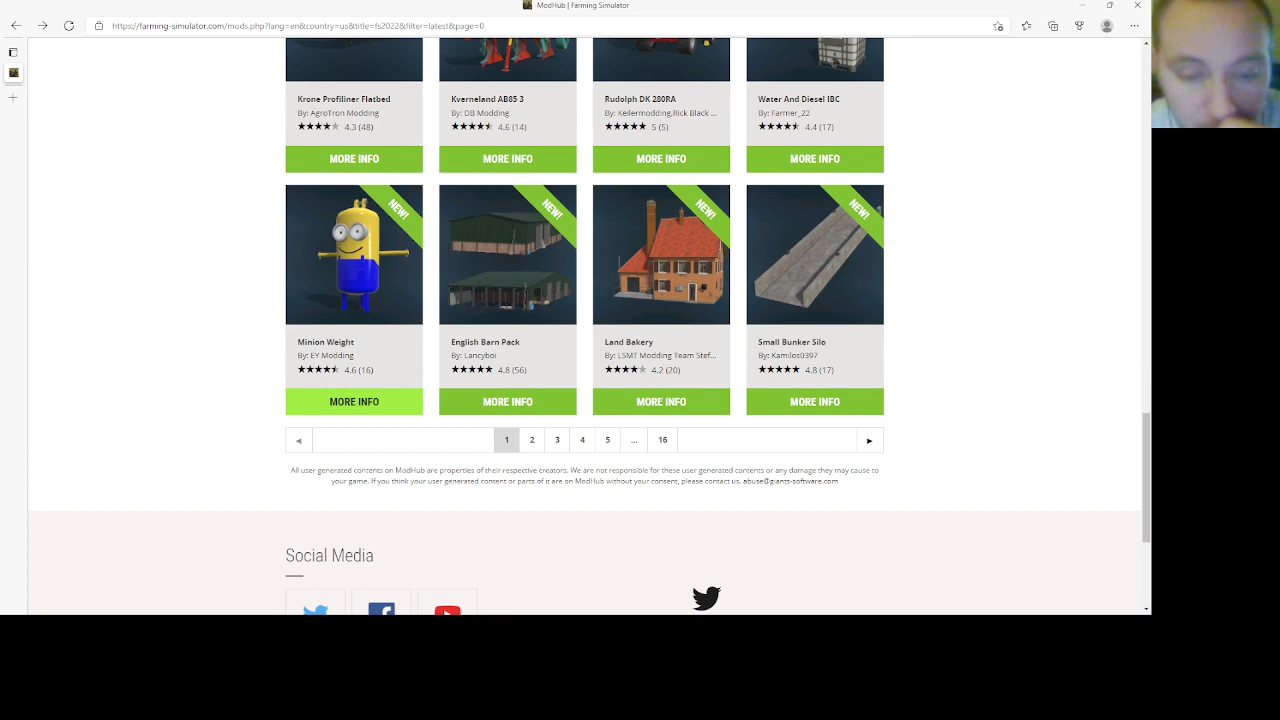 ModHub | Farming Simulator
https://farming-simulator.com/mods.php?lang=en&country=us&title=fs2022&filter=latest&page=0
Krone Profiliner Flatbed
By: AgroTron Modding
4.3 (48)
MORE INFO
Kverneland AB85 3
By: DB Modding
4.6 (14)
MORE INFO
Rudolph DK 280RA
By: Keilermodding,Rick Black ...
5 (5)
MORE INFO
Water And Diesel IBC
By: Farmer_22
4.4 (17)
MORE INFO
NEW!
Minion Weight
By: EY Modding
4.6 (16)
MORE INFO
NEW!
English Barn Pack
By: Lancyboi
4.8 (56)
MORE INFO
NEW!
Land Bakery
By: LSMT Modding Team Stef...
4.2 (20)
MORE INFO
NEW!
Small Bunker Silo
By: Kamilos0397
4.8 (17)
MORE INFO
1 2 3 4 5 ... 16
All user generated contents on ModHub are properties of their respective creators. We are not responsible for these user generated contents or any damage they may cause to
your game. If you think your user generated content or parts of it are on ModHub without your consent, please contact us. abuse@giants-software.com
Social Media